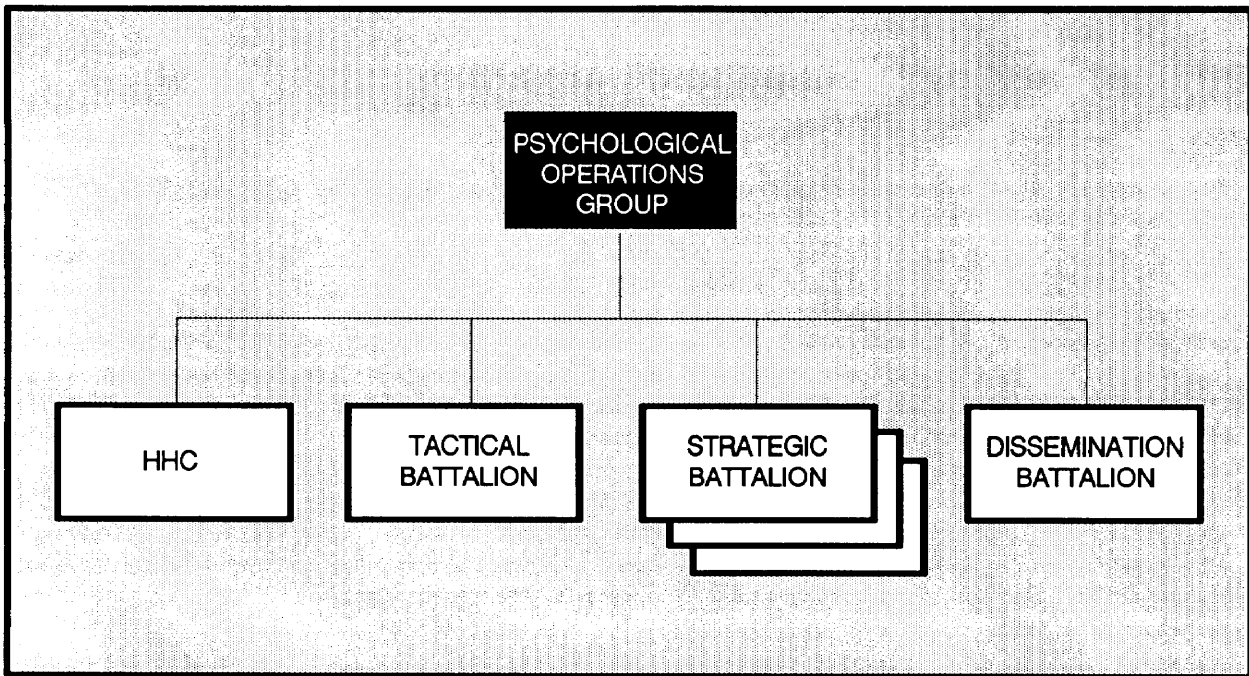 PSYCHOLOGICAL
OPERATIONS
GROUP
HHC
TACTICAL
BATTALION
STRATEGIC
BATTALION
DISSEMINATION
BATTALION